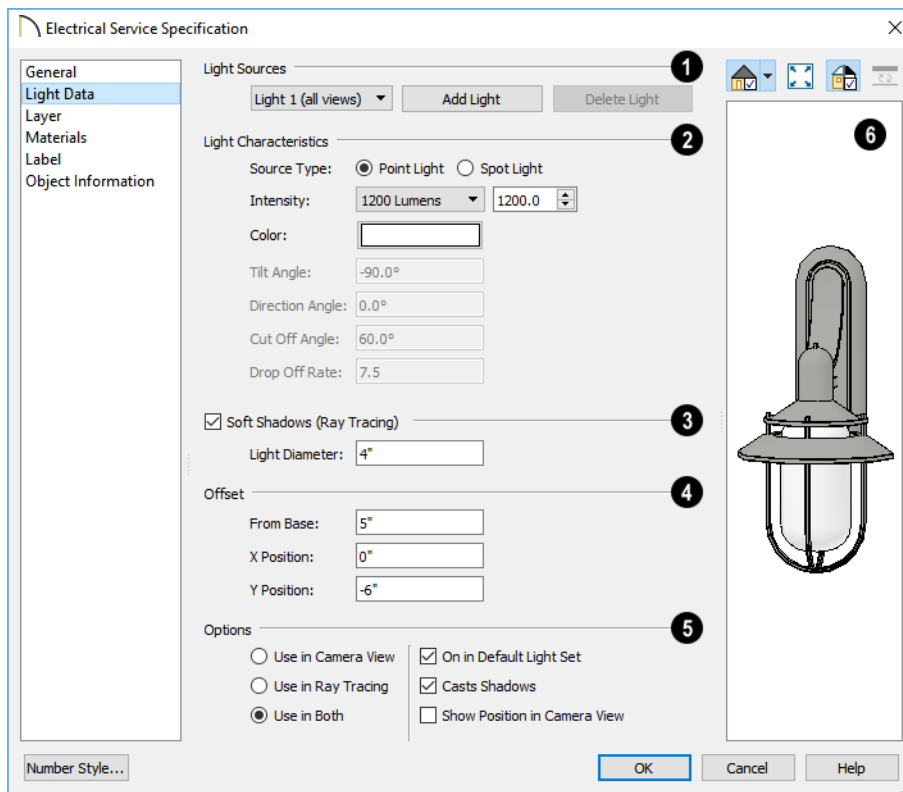 Electrical Service Specification
General
Light Data
Layer
Materials
Label
Object Information
Light Sources 1
Light 1 (all views) Add Light Delete Light
Light Characteristics 2
Source Type: Point Light Spot Light
Intensity: 1200 Lumens 1200.0
Color:
Tilt Angle: -90.0°
Direction Angle: 0.0°
Cut Off Angle: 60.0°
Drop Off Rate: 7.5
Soft Shadows (Ray Tracing) 3
Light Diameter: 4"
Offset 4
From Base: 5"
X Position: 0"
Y Position: -6"
Options 5
Use in Camera View On in Default Light Set
Use in Ray Tracing Casts Shadows
Use in Both Show Position in Camera View
6
Number Style... OK Cancel Help